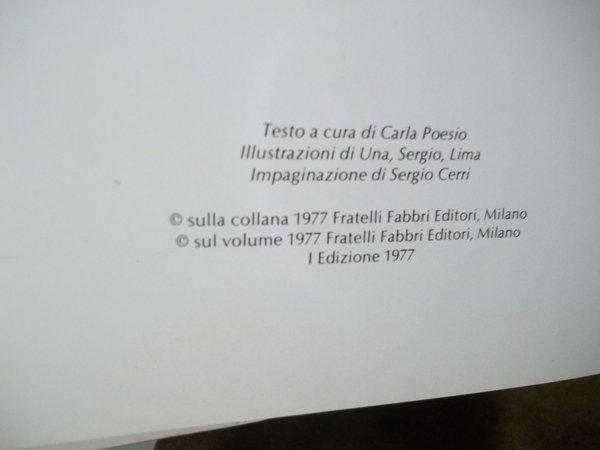 Testo a cura di Carla Poesio
Illustrazioni di Una, Sergio, Lima
Impaginazione di Sergio Cerri
© sulla collana 1977 Fratelli Fabbri Editori, Milano
© sul volume 1977 Fratelli Fabbri Editori, Milano
I Edizione 1977